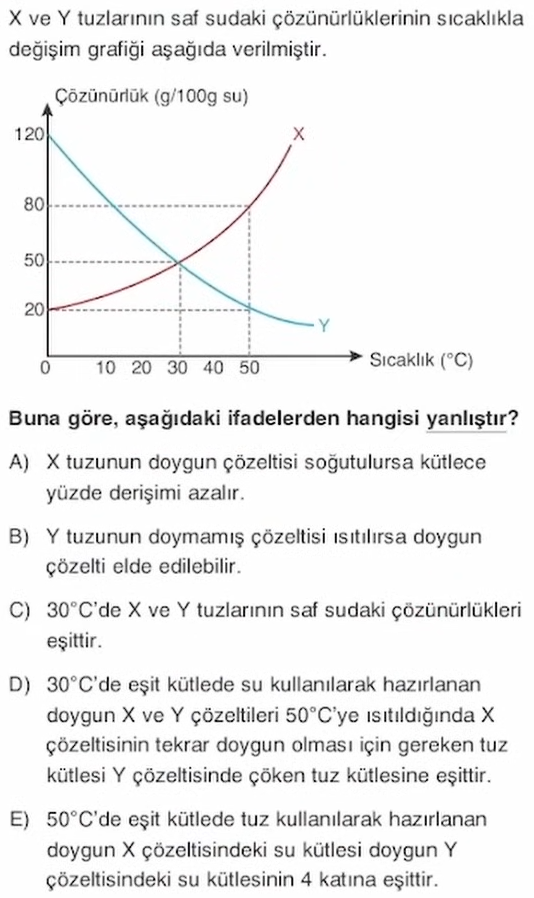 X ve Y tuzlarının saf sudaki çözünürlüklerinin sıcaklıkla
değişim grafiği aşağıda verilmiştir.
Çözünürlük (g/100g su)
120
X
80
50
20
Y
0 10 20 30 40 50
Sıcaklık (°C)
Buna göre, aşağıdaki ifadelerden hangisi yanlıştır?
A) X tuzunun doygun çözeltisi soğutulursa kütlece
yüzde derişimi azalır.
B) Y tuzunun doymamış çözeltisi ısıtılırsa doygun
çözelti elde edilebilir.
C) 30°C'de X ve Y tuzlarının saf sudaki çözünürlükleri
eşittir.
D) 30°C'de eşit kütlede su kullanılarak hazırlanan
doygun X ve Y çözeltileri 50°C'ye ısıtıldığında X
çözeltisinin tekrar doygun olması için gereken tuz
kütlesi Y çözeltisinde çöken tuz kütlesine eşittir.
E) 50°C'de eşit kütlede tuz kullanılarak hazırlanan
doygun X çözeltisindeki su kütlesi doygun Y
çözeltisindeki su kütlesinin 4 katına eşittir.